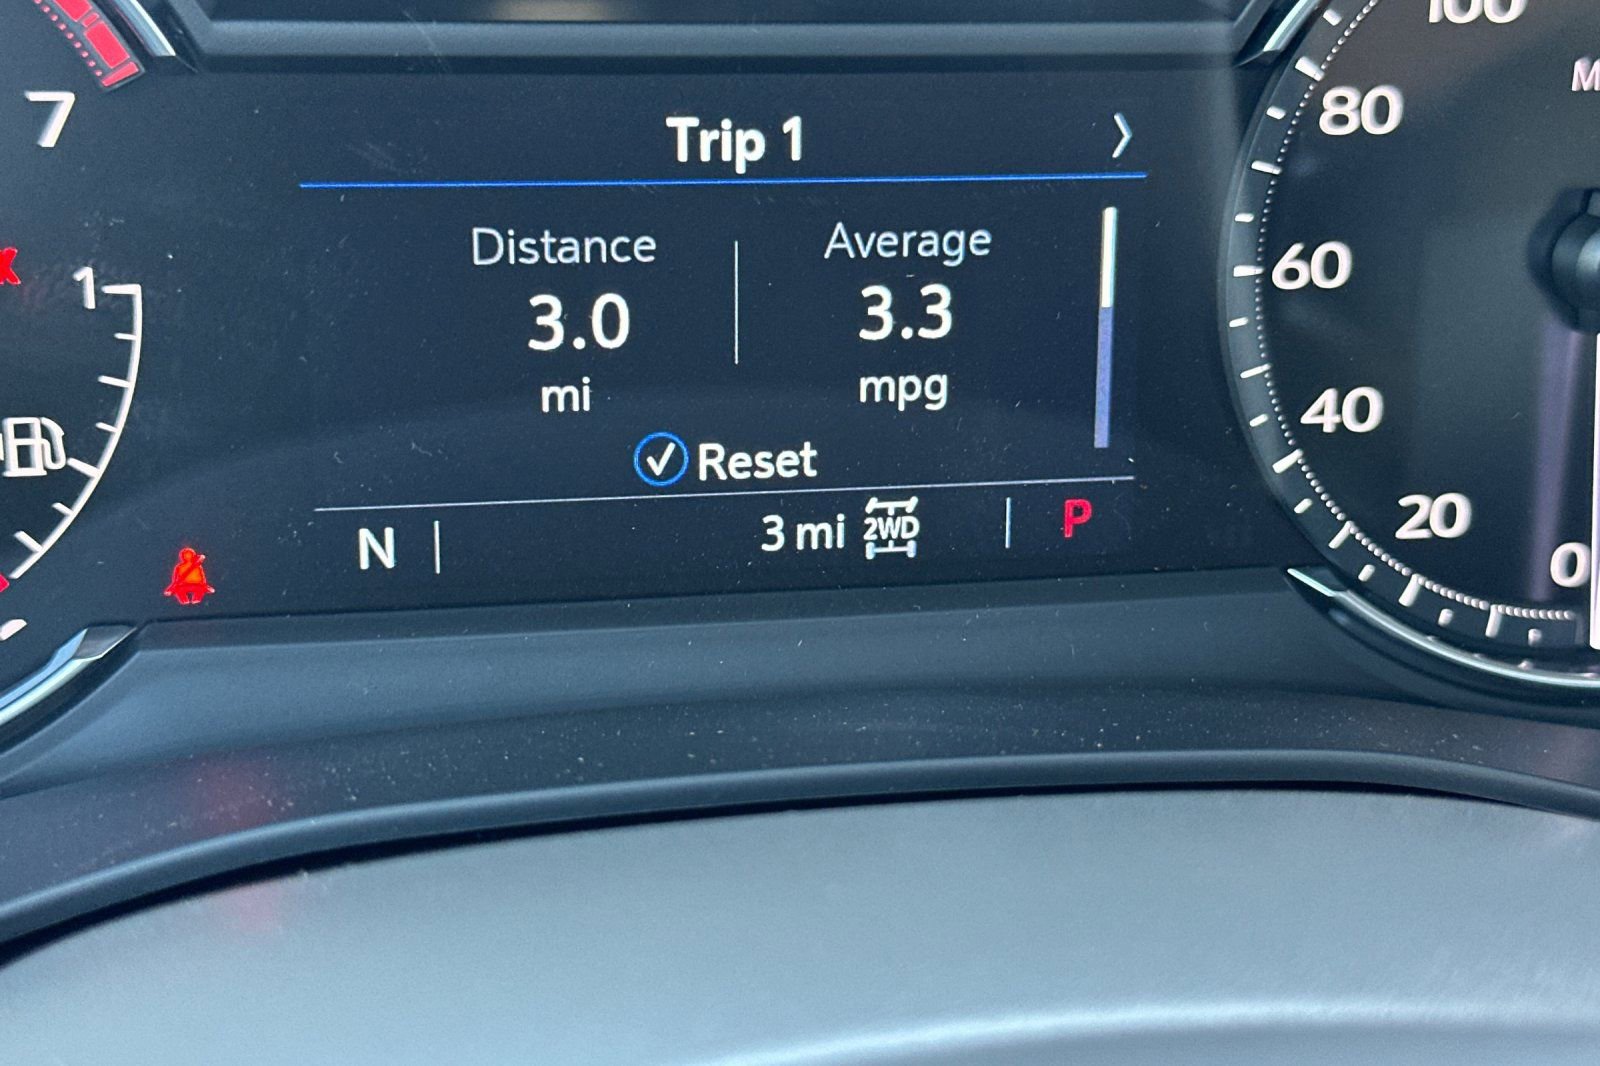 Trip 1
Distance
3.0
mi
Average
3.3
mpg
Reset
N
3 mi 2WD
P
7
1
100
80
60
40
20
0